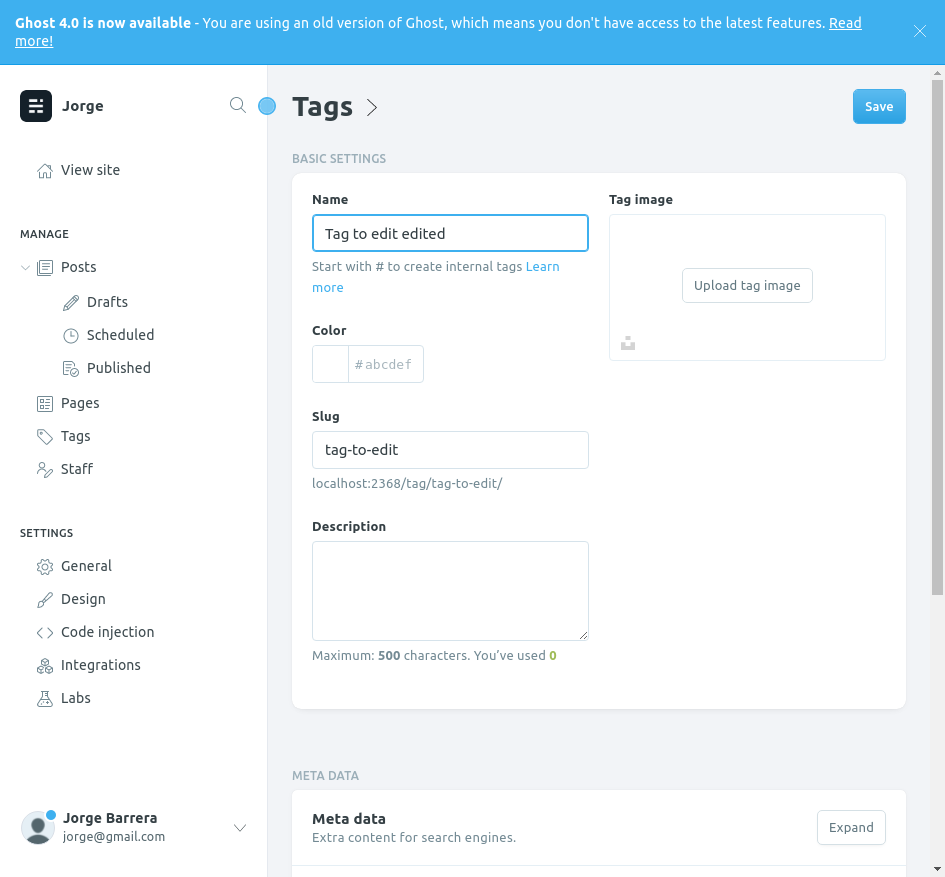 Ghost 4.0 is now available - You are using an old version of Ghost, which means you don't have access to the latest features. Read
more!
Jorge
View site
MANAGE
Posts
Drafts
Scheduled
Published
Pages
Tags
Staff
SETTINGS
General
Design
Code injection
Integrations
Labs
Jorge Barrera
jorge@gmail.com
Tags
Save
BASIC SETTINGS
Name
Tag to edit edited
Start with # to create internal tags Learn
more
Color
#abcdef
Slug
tag-to-edit
localhost:2368/tag/tag-to-edit/
Description
Maximum: 500 characters. You’ve used 0
Tag image
Upload tag image
META DATA
Meta data
Extra content for search engines.
Expand